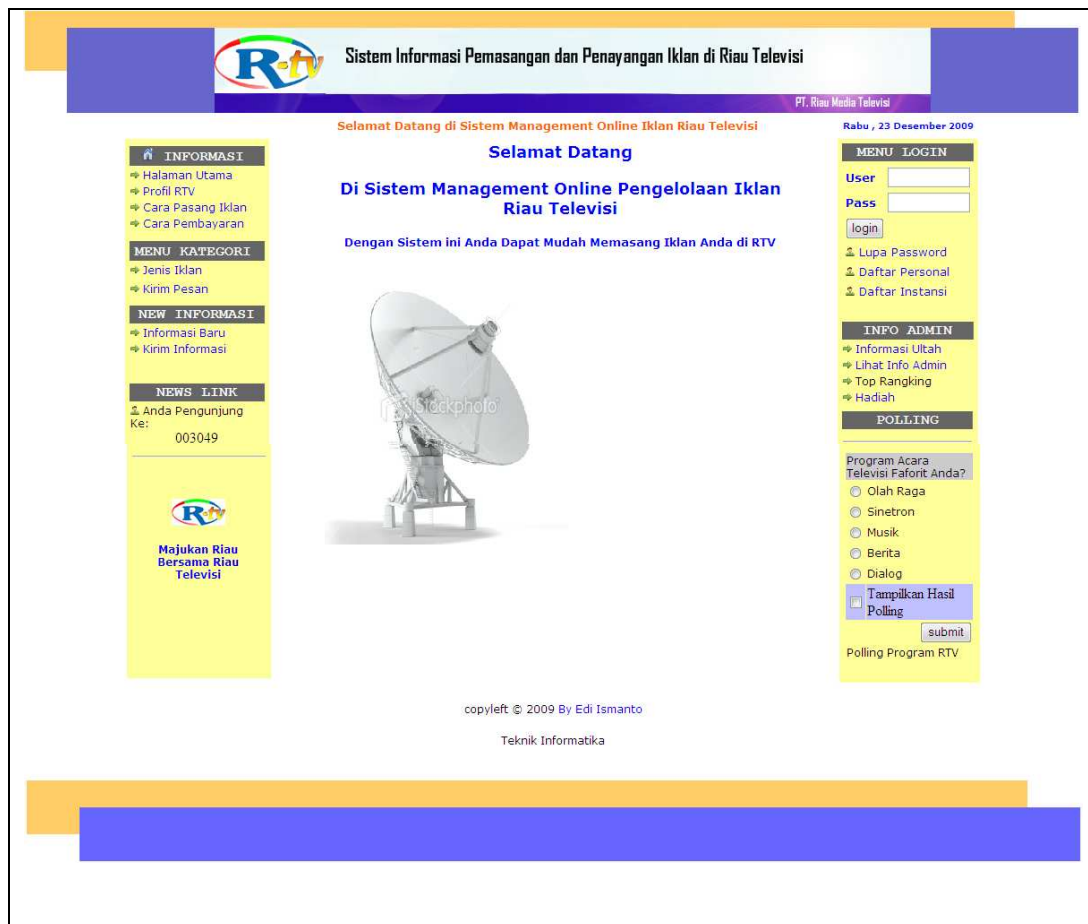 R-tv
Sistem Informasi Pemasangan dan Penayangan Iklan di Riau Televisi
PT. Riau Media Televisi
Selamat Datang di Sistem Management Online Iklan Riau Televisi
Rabu , 23 Desember 2009
INFORMASI
Halaman Utama
Profil RTV
Cara Pasang Iklan
Cara Pembayaran
MENU KATEGORI
Jenis Iklan
Kirim Pesan
NEW INFORMASI
Informasi Baru
Kirim Informasi
NEWS LINK
Anda Pengunjung
Ke:
003049
R-tv
Majukan Riau
Bersama Riau
Televisi
Selamat Datang
Di Sistem Management Online Pengelolaan Iklan
Riau Televisi
Dengan Sistem ini Anda Dapat Mudah Memasang Iklan Anda di RTV
MENU LOGIN
User
Pass
login
Lupa Password
Daftar Personal
Daftar Instansi
INFO ADMIN
Informasi Ultah
Lihat Info Admin
Top Rangking
Hadiah
POLLING
Program Acara
Televisi Faforit Anda?
Olah Raga
Sinetron
Musik
Berita
Dialog
Tampilkan Hasil
Polling
submit
Polling Program RTV
copyleft © 2009 By Edi Ismanto
Teknik Informatika